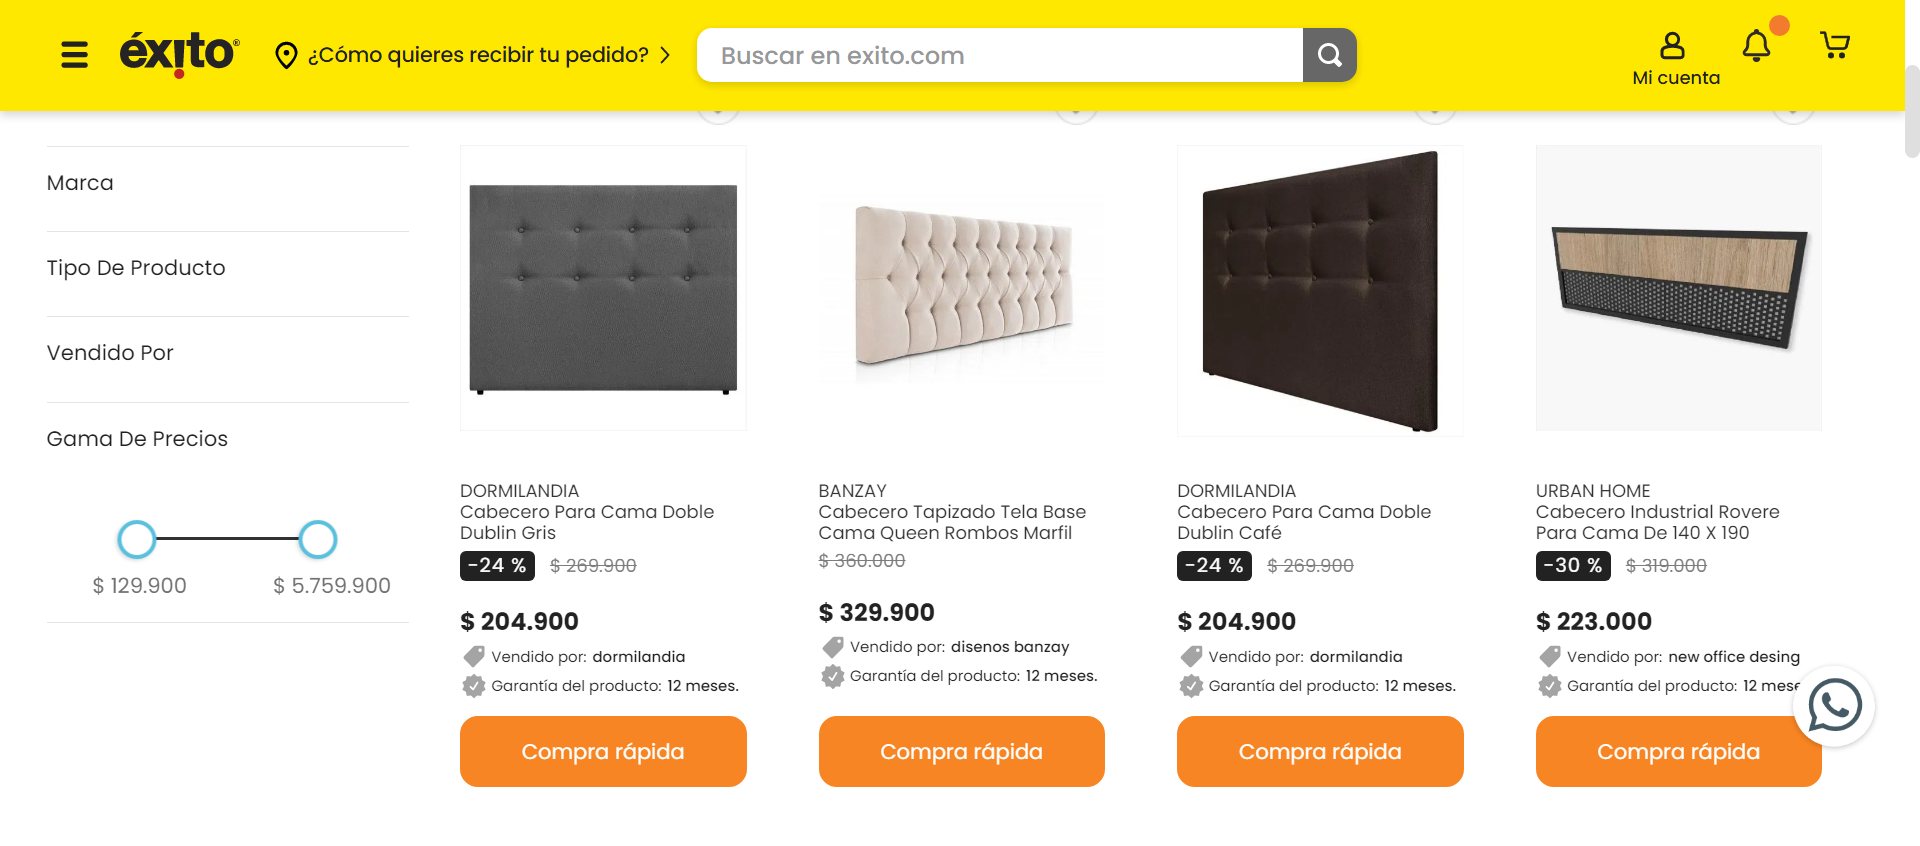 éxito
¿Cómo quieres recibir tu pedido?
Buscar en exito.com
Mi cuenta
Marca
Tipo De Producto
Vendido Por
Gama De Precios
$ 129.900
$ 5.759.900
DORMILANDIA
Cabecero Para Cama Doble
Dublin Gris
-24 % $ 269.900
$ 204.900
Vendido por: dormilandia
Garantía del producto: 12 meses.
Compra rápida
BANZAY
Cabecero Tapizado Tela Base
Cama Queen Rombos Marfil
$ 360.000
$ 329.900
Vendido por: disenos banzay
Garantía del producto: 12 meses.
Compra rápida
DORMILANDIA
Cabecero Para Cama Doble
Dublin Café
-24 % $ 269.900
$ 204.900
Vendido por: dormilandia
Garantía del producto: 12 meses.
Compra rápida
URBAN HOME
Cabecero Industrial Rovere
Para Cama De 140 X 190
-30 % $ 319.000
$ 223.000
Vendido por: new office desing
Garantía del producto: 12 mese
Compra rápida